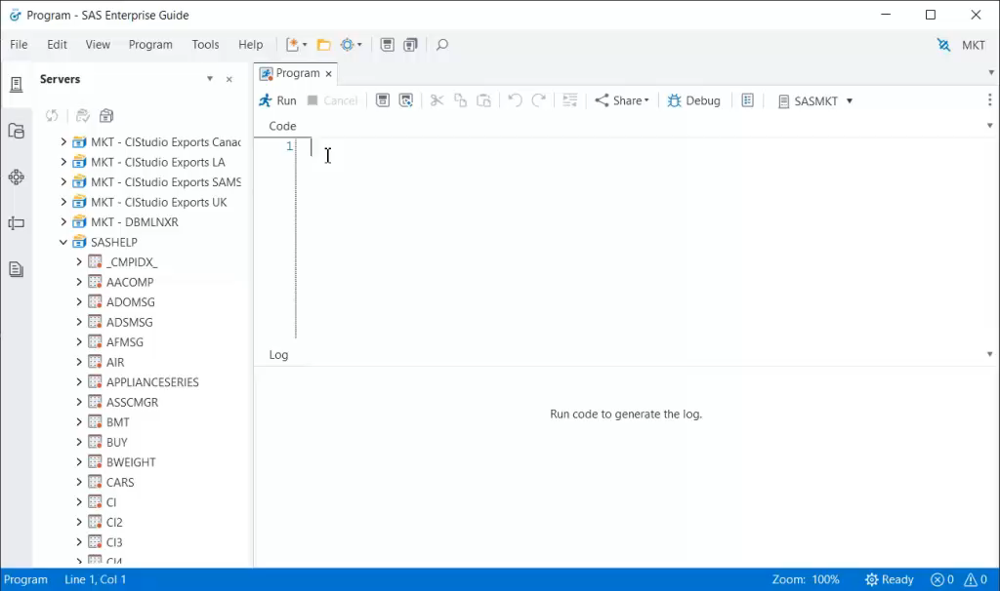 Program - SAS Enterprise Guide
File Edit View Program Tools Help MKT
Servers
Program
Run Cancel Share Debug SASMKT
Code
1
MKT - CIStudio Exports Canad
MKT - CIStudio Exports LA
MKT - CIStudio Exports SAMS
MKT - CIStudio Exports UK
MKT - DBMLNXR
SASHELP
_CMPIDX_
AACOMP
ADOMSG
ADSMSG
AFMSG
AIR
APPLIANCESERIES
ASSCMGR
BMT
BUY
BWEIGHT
CARS
CI
CI2
CI3
CI4
Log
Run code to generate the log.
Program Line 1, Col 1 Zoom: 100% Ready 0 0